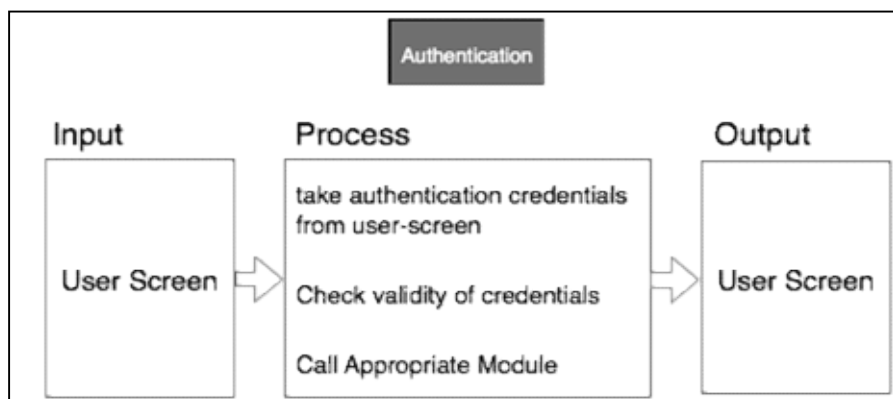 Authentication
Input
Process
Output
User Screen
take authentication credentials
from user-screen
Check validity of credentials
Call Appropriate Module
User Screen